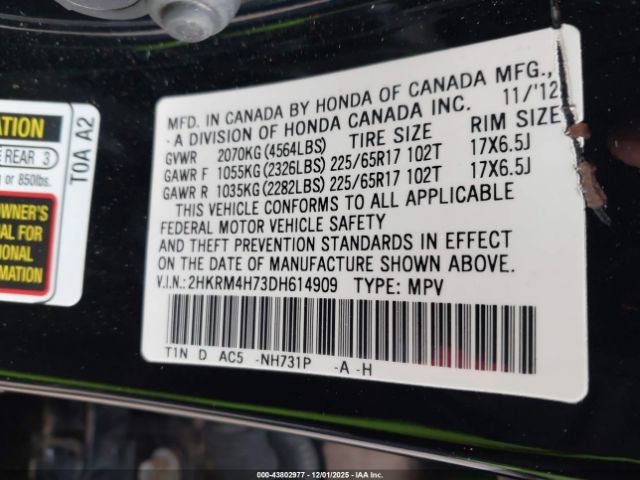 MFD. IN CANADA BY HONDA OF CANADA MFG.,
- A DIVISION OF HONDA CANADA INC. 11/'12
GVWR 2070KG(4564LBS) TIRE SIZE RIM SIZE
GAWR F 1055KG(2326LBS) 225/65R17 102T 17X6.5J
GAWR R 1035KG(2282LBS) 225/65R17 102T 17X6.5J
THIS VEHICLE CONFORMS TO ALL APPLICABLE
FEDERAL MOTOR VEHICLE SAFETY
AND THEFT PREVENTION STANDARDS IN EFFECT
ON THE DATE OF MANUFACTURE SHOWN ABOVE.
V.I.N.: 2HKRM4H73DH614909 TYPE: MPV
T1N D AC5 -NH731P -A -H
ATION
REAR 3
or 850lbs.
OWNER'S
FOR
T0A A2
000-43802977 - 12/01/2025 - IAA Inc.